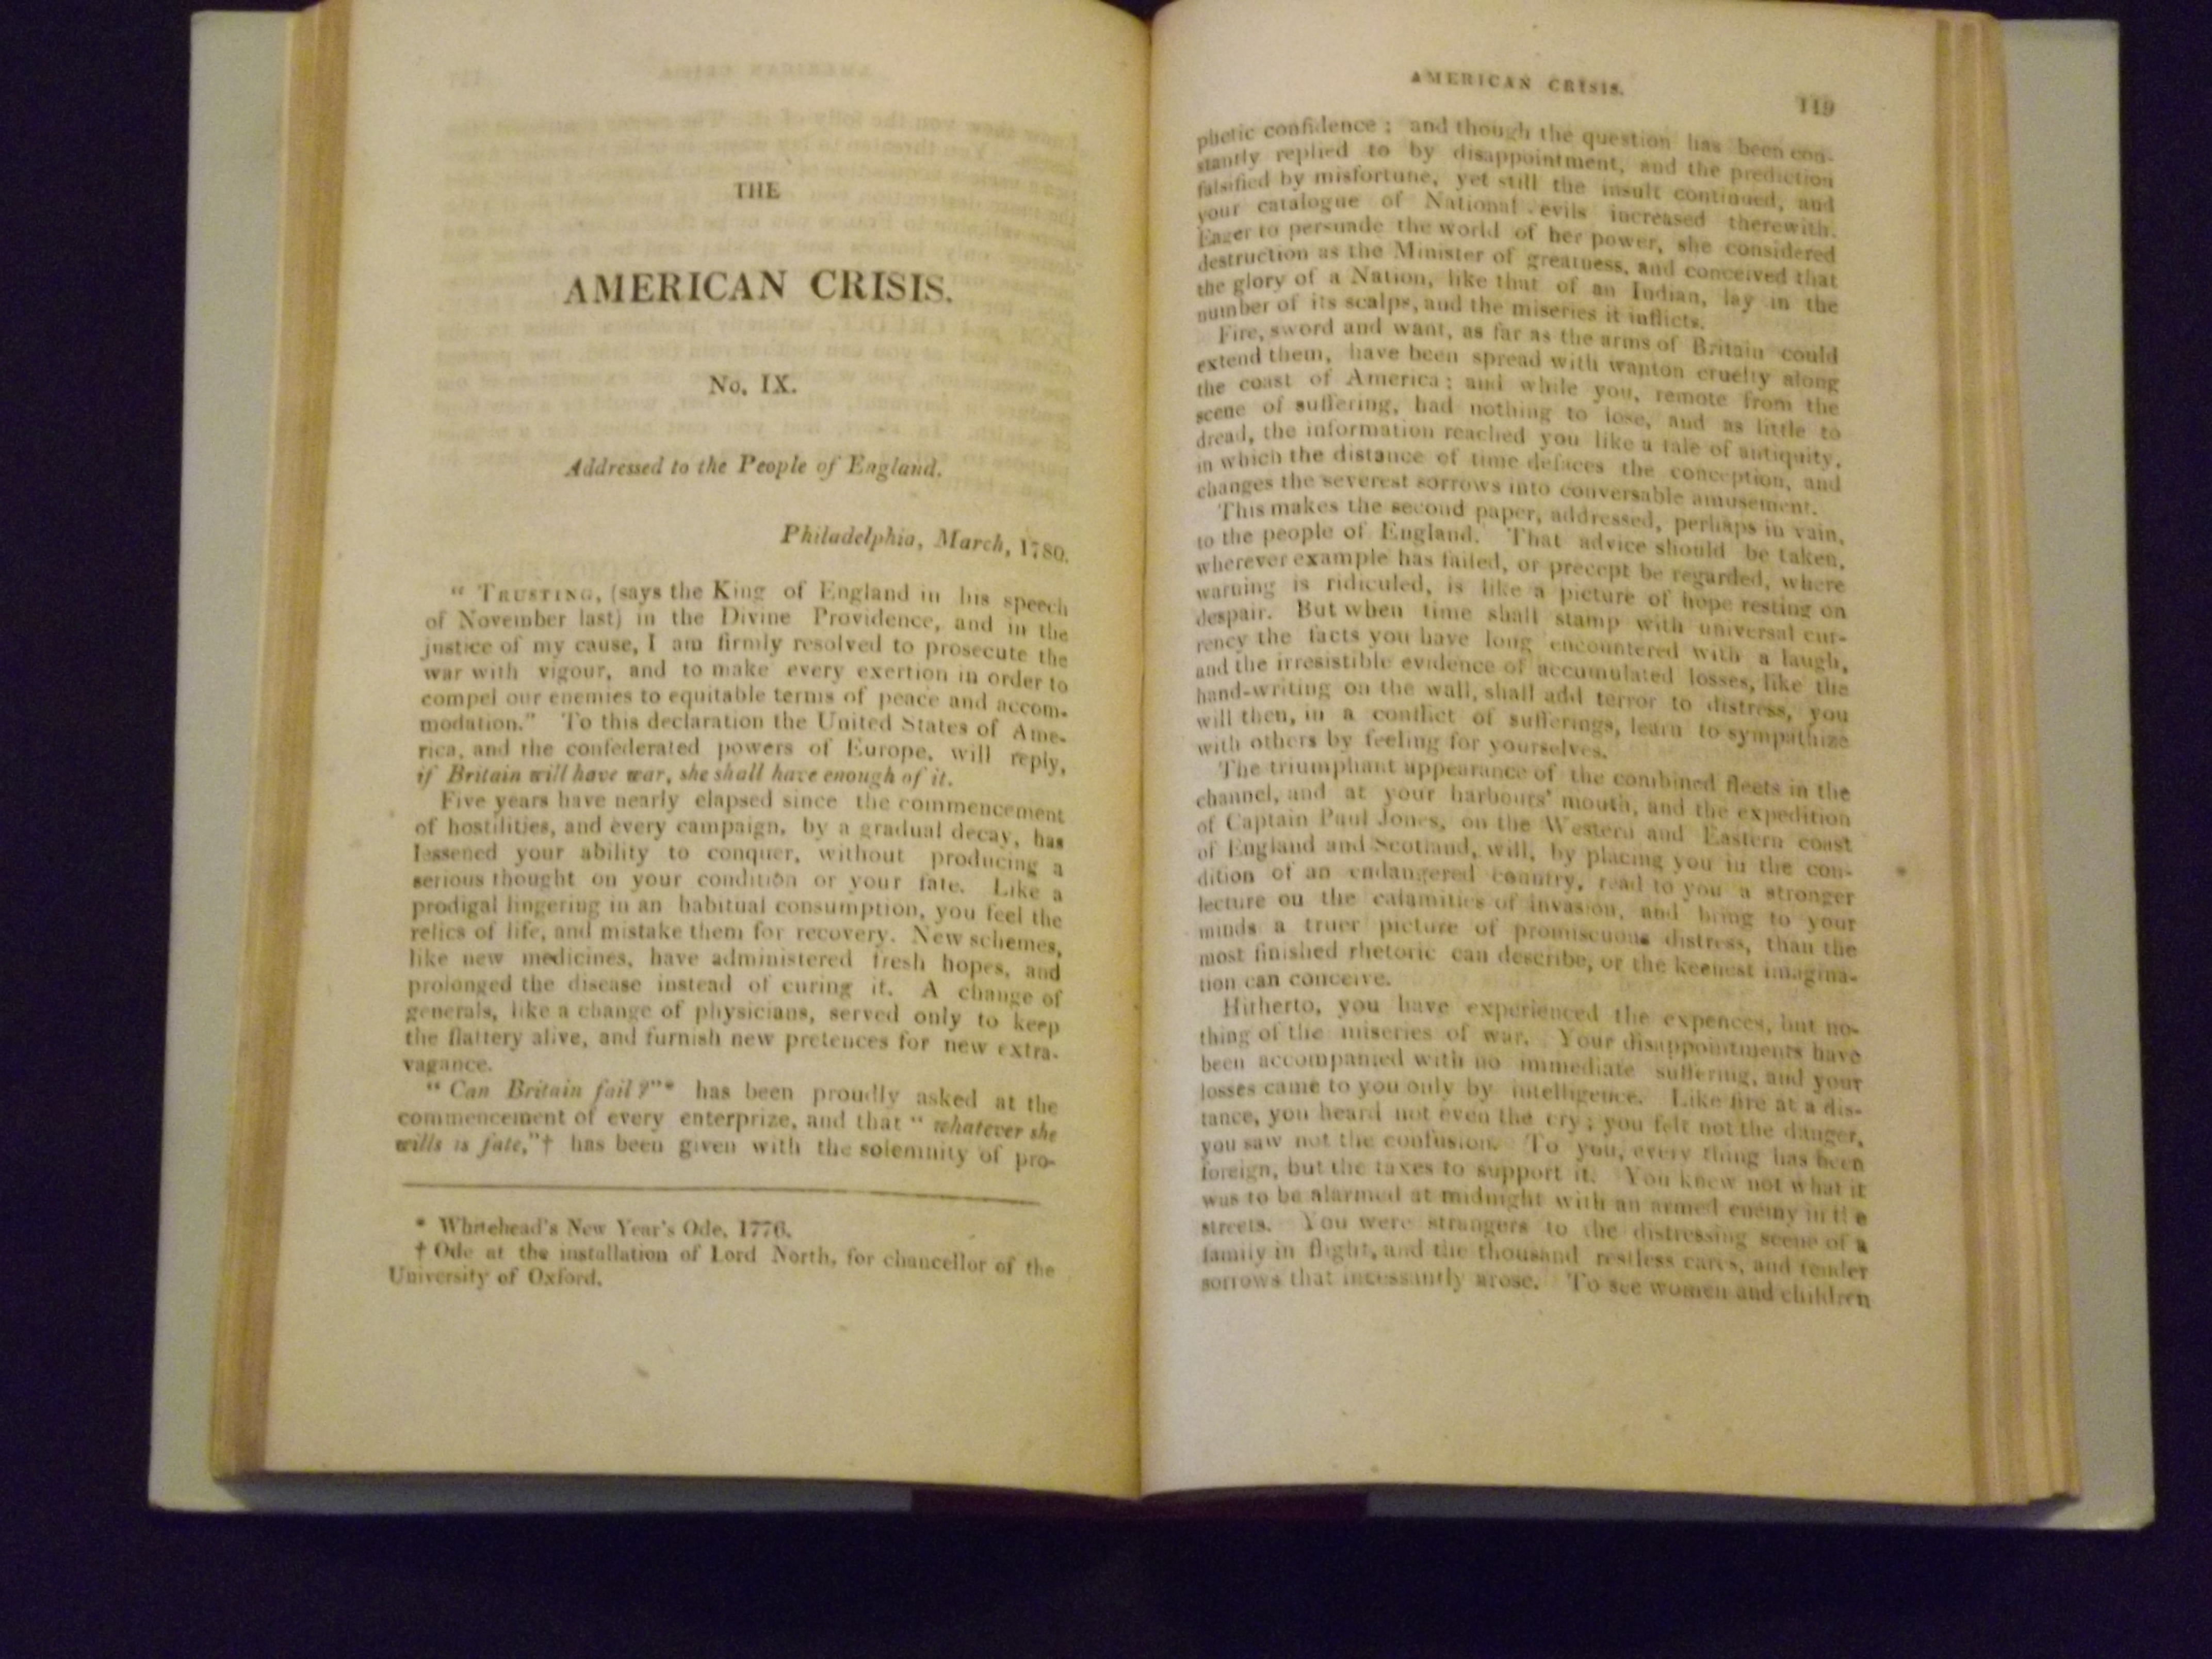 THE
AMERICAN CRISIS.
No. IX.
Addressed to the People of England.
Philadelphia, March, 1780.
" TRUSTING, (says the King of England in his speech
of November last) in the Divine Providence, and in the
justice of my cause, I am firmly resolved to prosecute the
war with vigour, and to make every exertion in order to
compel our enemies to equitable terms of peace and accom-
modation." To this declaration the United States of Ame-
rica, and the confederated powers of Europe, will reply,
if Britain will have war, she shall have enough of it.
Five years have nearly elapsed since the commencement
of hostilities, and every campaign, by a gradual decay, has
lessened your ability to conquer, without producing a
serious thought on your condition or your fate. Like a
prodigal lingering in an habitual consumption, you feel the
relics of life, and mistake them for recovery. New schemes,
like new medicines, have administered fresh hopes, and
prolonged the disease instead of curing it. A change of
generals, like a change of physicians, served only to keep
the flattery alive, and furnish new pretences for new extra-
vagance.
" Can Britain fail?"* has been proudly asked at the
commencement of every enterprize, and that " whatever she
wills is fate,"† has been given with the solemnity of pro-
* Whitehead's New Year's Ode, 1776.
† Ode at the installation of Lord North, for chancellor of the
University of Oxford.
AMERICAN CRISIS.
119
phetic confidence ; and though the question has been con-
stantly replied to by disappointment, and the prediction
falsified by misfortune, yet still the insult continued, and
your catalogue of National evils increased therewith.
Eager to persuade the world of her power, she considered
destruction as the Minister of greatness, and conceived that
the glory of a Nation, like that of an Indian, lay in the
number of its scalps, and the miseries it inflicts.
Fire, sword and want, as far as the arms of Britain could
extend them, have been spread with wanton cruelty along
the coast of America ; and while you, remote from the
scene of suffering, had nothing to lose, and as little to
dread, the information reached you like a tale of antiquity,
in which the distance of time defaces the conception, and
changes the severest sorrows into conversable amusement.
This makes the second paper, addressed, perhaps in vain,
to the people of England. That advice should be taken,
wherever example has failed, or precept be regarded, where
warning is ridiculed, is like a picture of hope resting on
despair. But when time shall stamp with universal cur-
rency the facts you have long encountered with a laugh,
and the irresistible evidence of accumulated losses, like the
hand-writing on the wall, shall add terror to distress, you
will then, in a conflict of sufferings, learn to sympathize
with others by feeling for yourselves.
The triumphant appearance of the combined fleets in the
channel, and at your harbours' mouth, and the expedition
of Captain Paul Jones, on the Western and Eastern coast
of England and Scotland, will, by placing you in the con-
dition of an endangered country, read to you a stronger
lecture on the calamities of invasion, and bring to your
minds a truer picture of promiscuous distress, than the
most finished rhetoric can describe, or the keenest imagina-
tion can conceive.
Hitherto, you have experienced the expences, but no-
thing of the miseries of war. Your disappointments have
been accompanied with no immediate suffering, and your
losses came to you only by intelligence. Like fire at a dis-
tance, you heard not even the cry ; you felt not the danger,
you saw not the confusion. To you, every thing has been
foreign, but the taxes to support it. You knew not what it
was to be alarmed at midnight with an armed enemy in the
streets. You were strangers to the distressing scene of a
family in flight, and the thousand restless cares, and tender
sorrows that incessantly arose. To see women and children